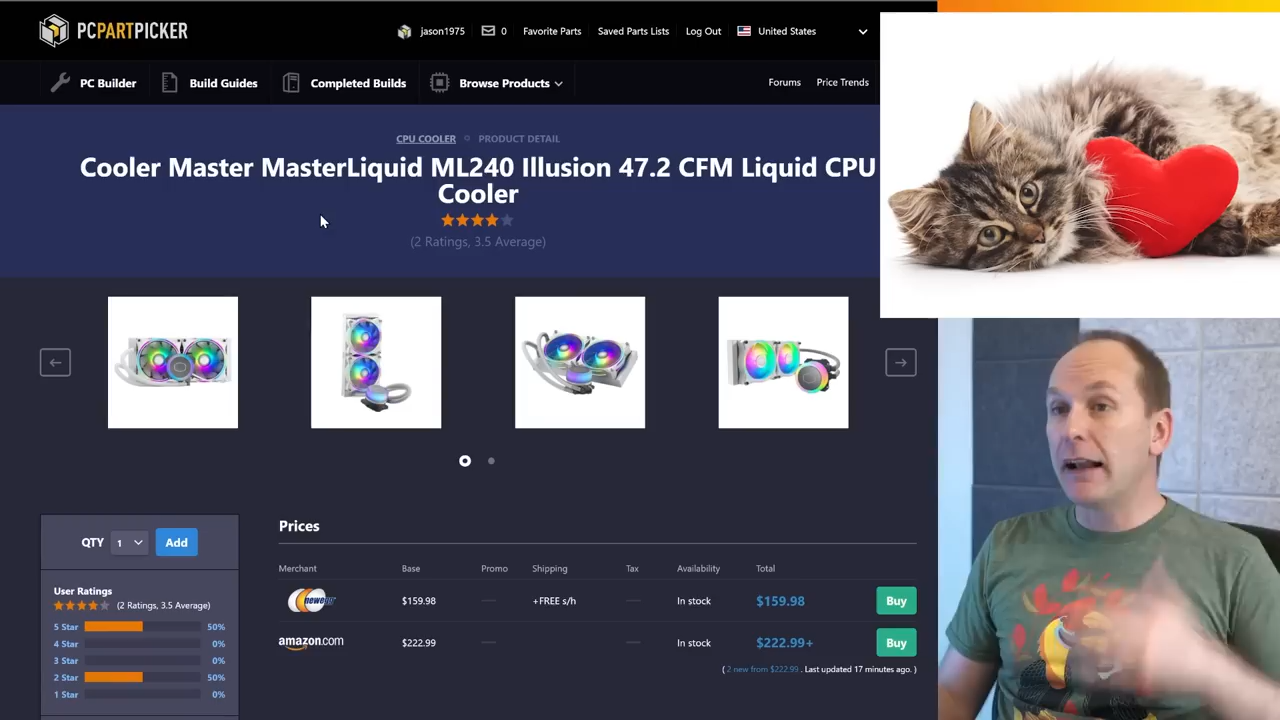 PCPARTPICKER
jason1975
0
Favorite Parts
Saved Parts Lists
Log Out
United States
PC Builder
Build Guides
Completed Builds
Browse Products
Forums
Price Trends
CPU COOLER
PRODUCT DETAIL
Cooler Master MasterLiquid ML240 Illusion 47.2 CFM Liquid CPU
Cooler
(2 Ratings, 3.5 Average)
QTY 1 Add
User Ratings
(2 Ratings, 3.5 Average)
5 Star 50%
4 Star 0%
3 Star 0%
2 Star 50%
1 Star 0%
Prices
Merchant Base Promo Shipping Tax Availability Total
newegg $159.98 — +FREE s/h — In stock $159.98 Buy
amazon.com $222.99 — — In stock $222.99+ Buy
( 2 new from $222.99 . Last updated 17 minutes ago. )